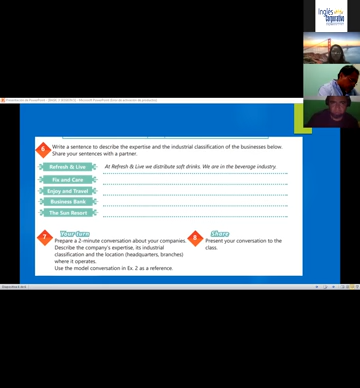 Inglés
corporativo
6 Write a sentence to describe the expertise and the industrial classification of the businesses below.
Share your sentences with a partner.
Refresh & Live At Refresh & Live we distribute soft drinks. We are in the beverage industry.
Fix and Care
Enjoy and Travel
Business Bank
The Sun Resort
7 Your turn
Prepare a 2-minute conversation about your companies
Describe the company's expertise, its industrial
classification and the location (headquarters, branches)
where it operates.
Use the model conversation in Ex. 2 as a reference.
8 Share
Present your conversation to the
class.